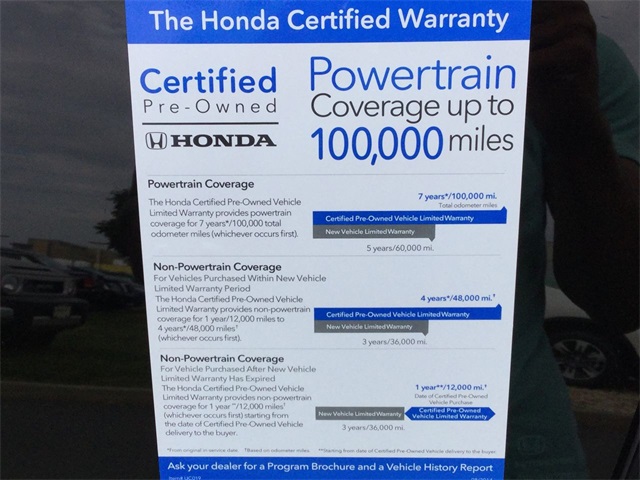 The Honda Certified Warranty
Certified
Pre-Owned
HONDA
Powertrain
Coverage up to
100,000 miles
Powertrain Coverage
The Honda Certified Pre-Owned Vehicle
Limited Warranty provides powertrain
coverage for 7 years*/100,000 total
odometer miles (whichever occurs first).
7 years*/100,000 mi.
Total odometer miles
Certified Pre-Owned Vehicle Limited Warranty
New Vehicle Limited Warranty
5 years/60,000 mi.
Non-Powertrain Coverage
For Vehicles Purchased Within New Vehicle
Limited Warranty Period
The Honda Certified Pre-Owned Vehicle
Limited Warranty provides non-powertrain
coverage for 1 year/12,000 miles to
4 years*/48,000 miles†
(whichever occurs first).
4 years*/48,000 mi.†
Certified Pre-Owned Vehicle Limited Warranty
New Vehicle Limited Warranty
3 years/36,000 mi.
Non-Powertrain Coverage
For Vehicle Purchased After New Vehicle
Limited Warranty Has Expired
The Honda Certified Pre-Owned Vehicle
Limited Warranty provides non-powertrain
coverage for 1 year**/12,000 miles†
(whichever occurs first) starting from
the date of Certified Pre-Owned Vehicle
delivery to the buyer.
1 year**/12,000 mi.†
Date of Certified Pre-Owned
Vehicle Purchase
New Vehicle Limited Warranty
Certified Pre-Owned
Vehicle Limited Warranty
3 years/36,000 mi.
*From original in-service date †Based on odometer miles **Starting from date of Certified Pre-Owned Vehicle delivery to the buyer
Ask your dealer for a Program Brochure and a Vehicle History Report
Item# UC019